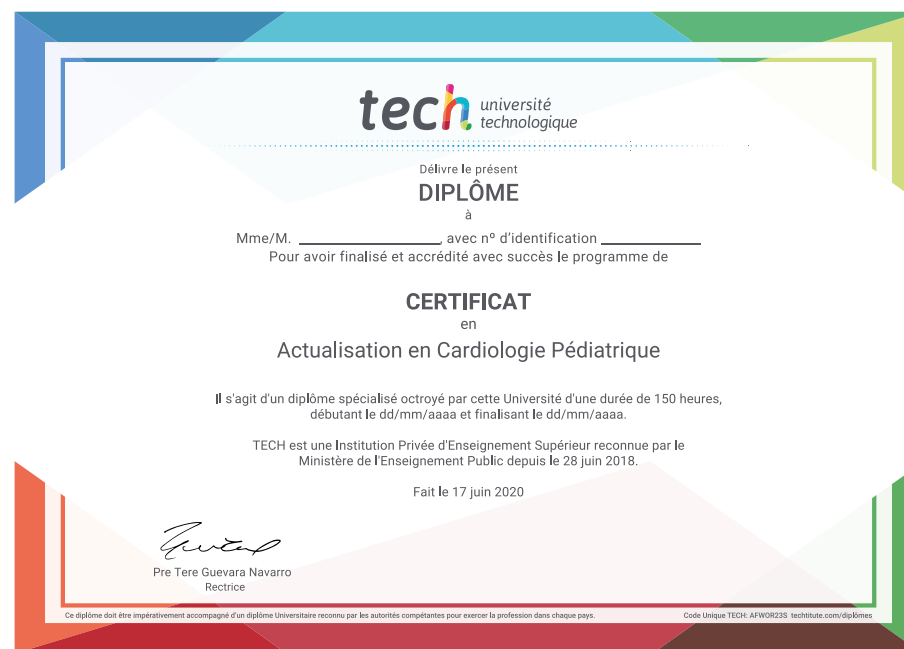 tech université
technologique
Délivre le présent
DIPLÔME
à
Mme/M. ____________, avec nº d'identification ____________
Pour avoir finalisé et accrédité avec succès le programme de
CERTIFICAT
en
Actualisation en Cardiologie Pédiatrique
Il s'agit d'un diplôme spécialisé octroyé par cette Université d'une durée de 150 heures,
débutant le dd/mm/aaaa et finalisant le dd/mm/aaaa.
TECH est une Institution Privée d'Enseignement Supérieur reconnue par le
Ministère de l'Enseignement Public depuis le 28 juin 2018.
Fait le 17 juin 2020
Pre Tere Guevara Navarro
Rectrice
Ce diplôme doit être impérativement accompagné d'un diplôme Universitaire reconnu par les autorités compétentes pour exercer la profession dans chaque pays. Code Unique TECH: AFWOR23S techtitute.com/diplômes